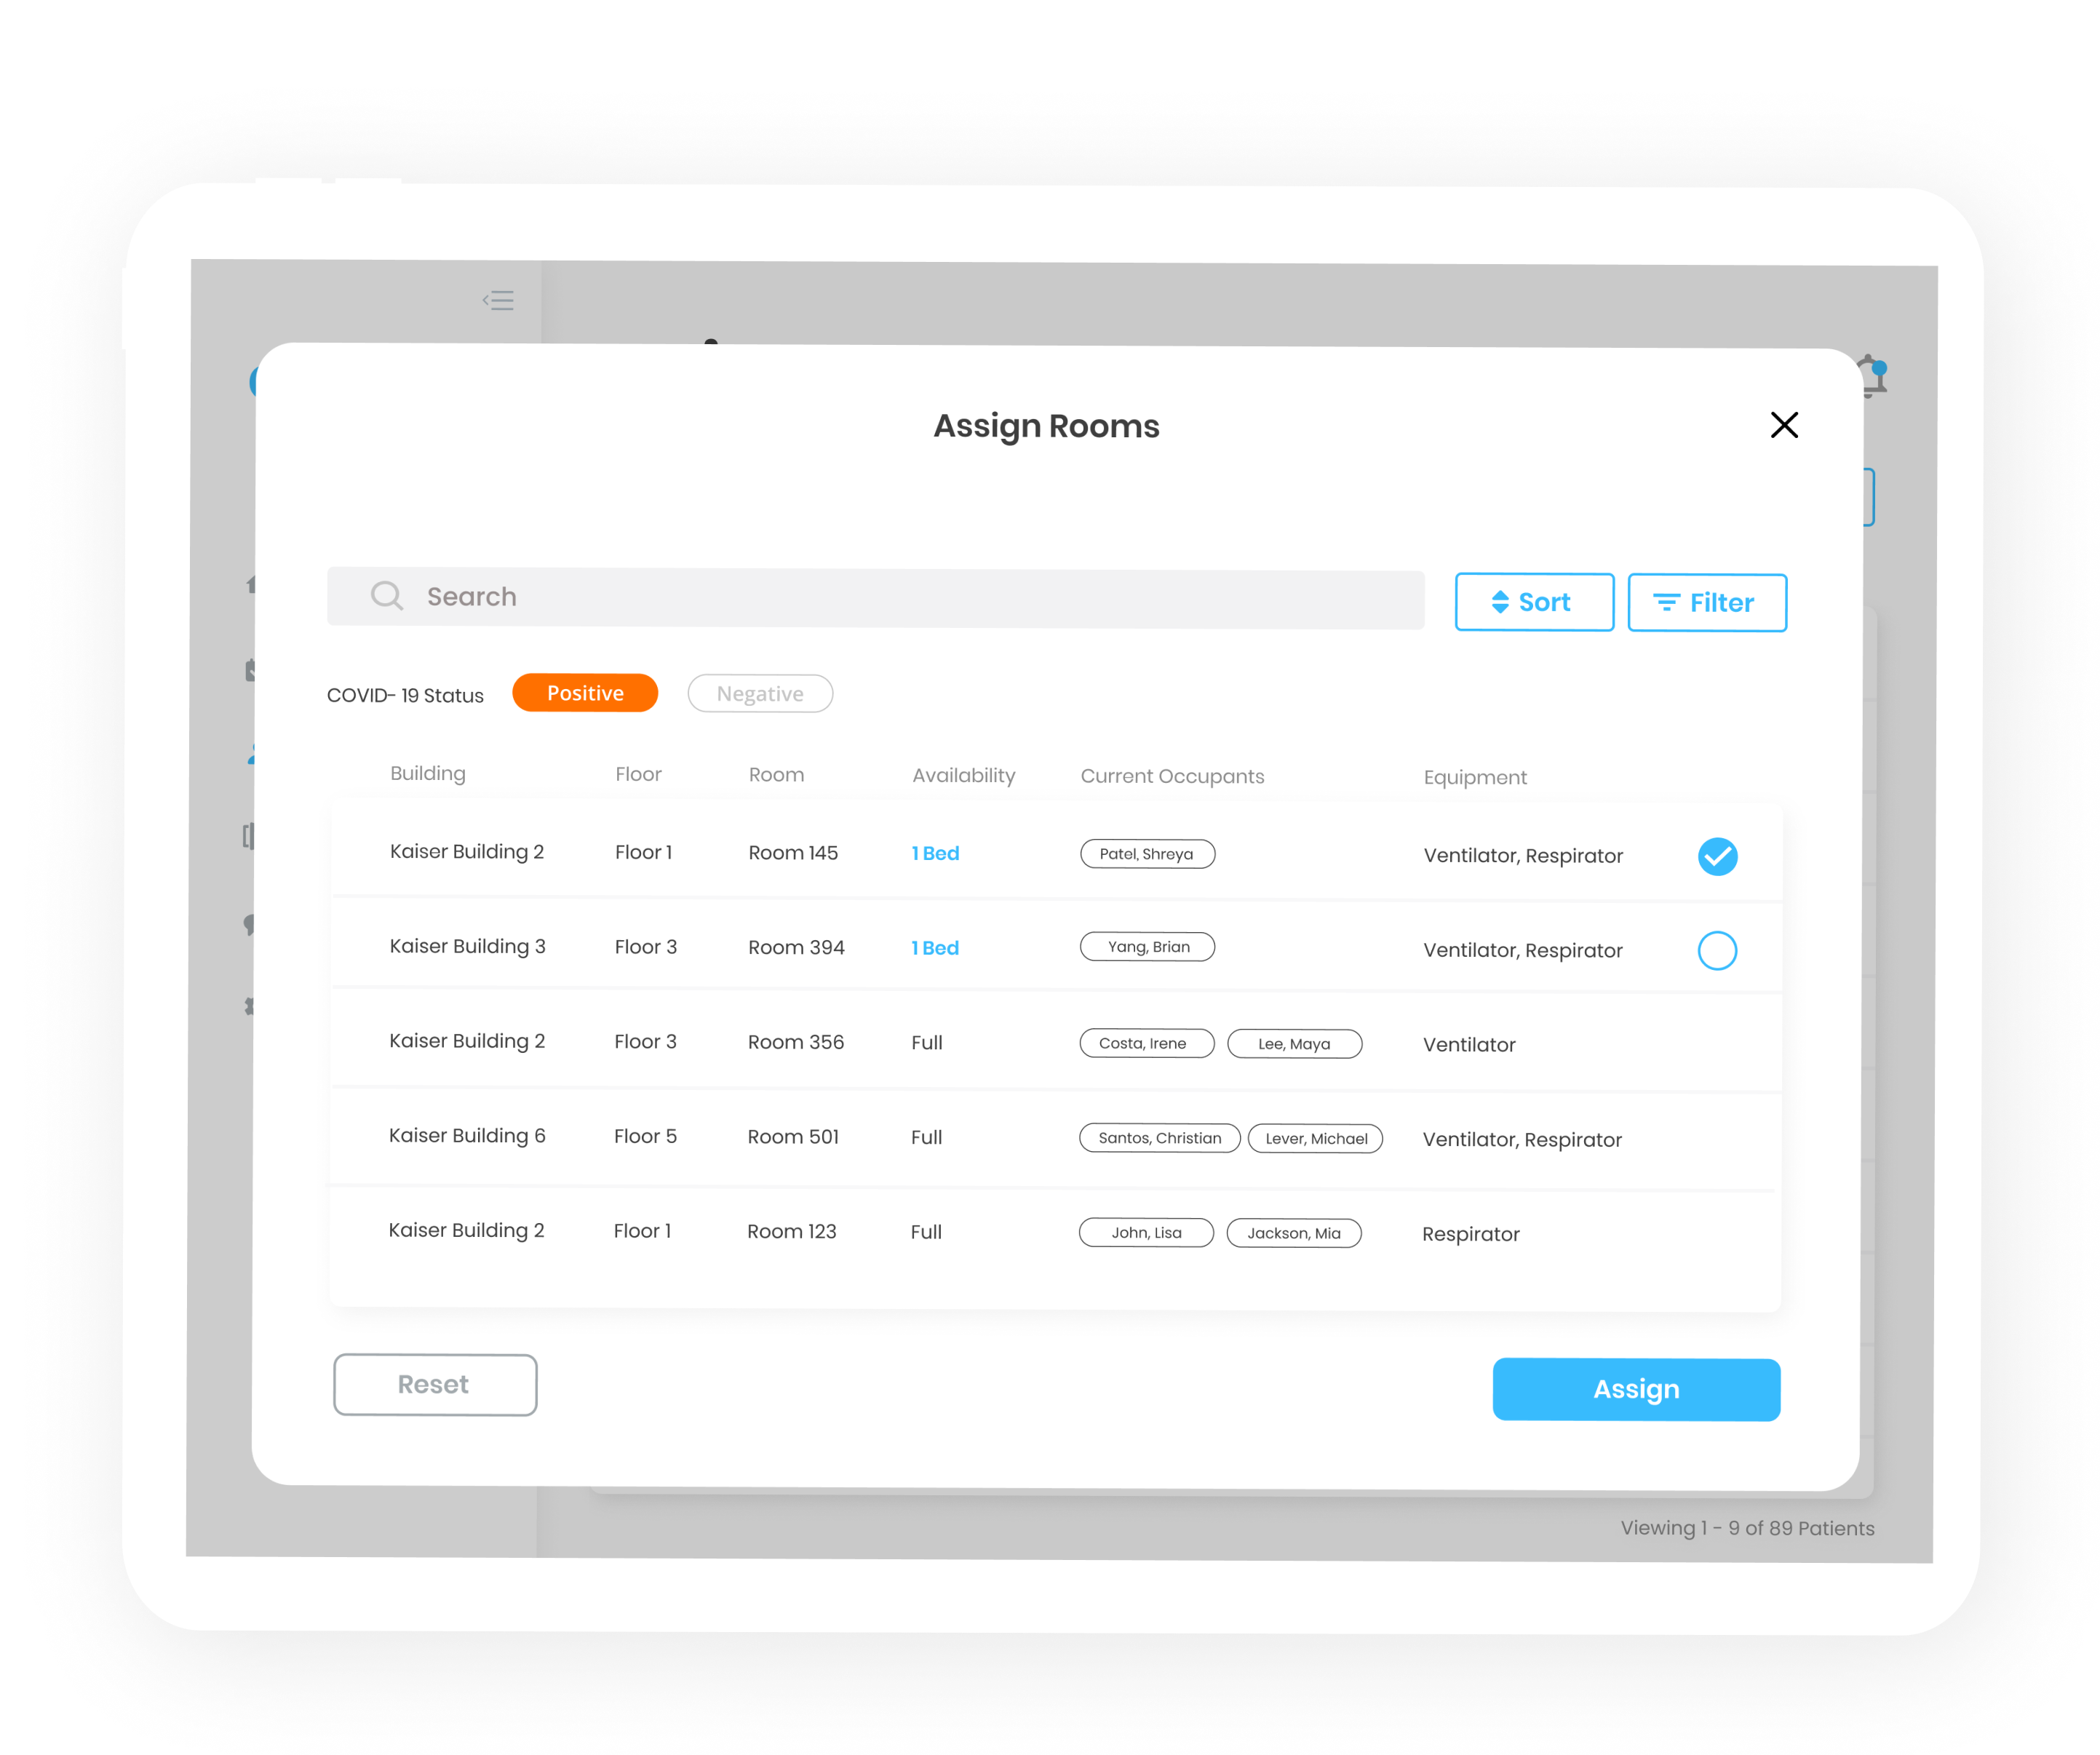 Assign Rooms
Search
Sort
Filter
COVID- 19 Status Positive Negative
Building Floor Room Availability Current Occupants Equipment
Kaiser Building 2 Floor 1 Room 145 1 Bed Patel, Shreya Ventilator, Respirator
Kaiser Building 3 Floor 3 Room 394 1 Bed Yang, Brian Ventilator, Respirator
Kaiser Building 2 Floor 3 Room 356 Full Costa, Irene Lee, Maya Ventilator
Kaiser Building 6 Floor 5 Room 501 Full Santos, Christian Lever, Michael Ventilator, Respirator
Kaiser Building 2 Floor 1 Room 123 Full John, Lisa Jackson, Mia Respirator
Reset
Assign
Viewing 1 - 9 of 89 Patients